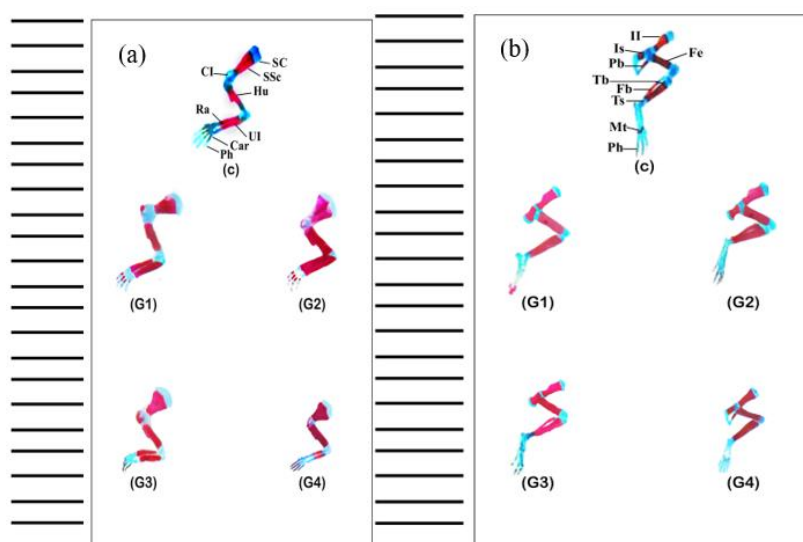 (a)
SC
Cl
SSc
Hu
Ra
Ul
Car
Ph
(c)
(G1)
(G2)
(G3)
(G4)
(b)
Il
Is
Pb
Fe
Tb
Fb
Ts
Mt
Ph
(c)
(G1)
(G2)
(G3)
(G4)